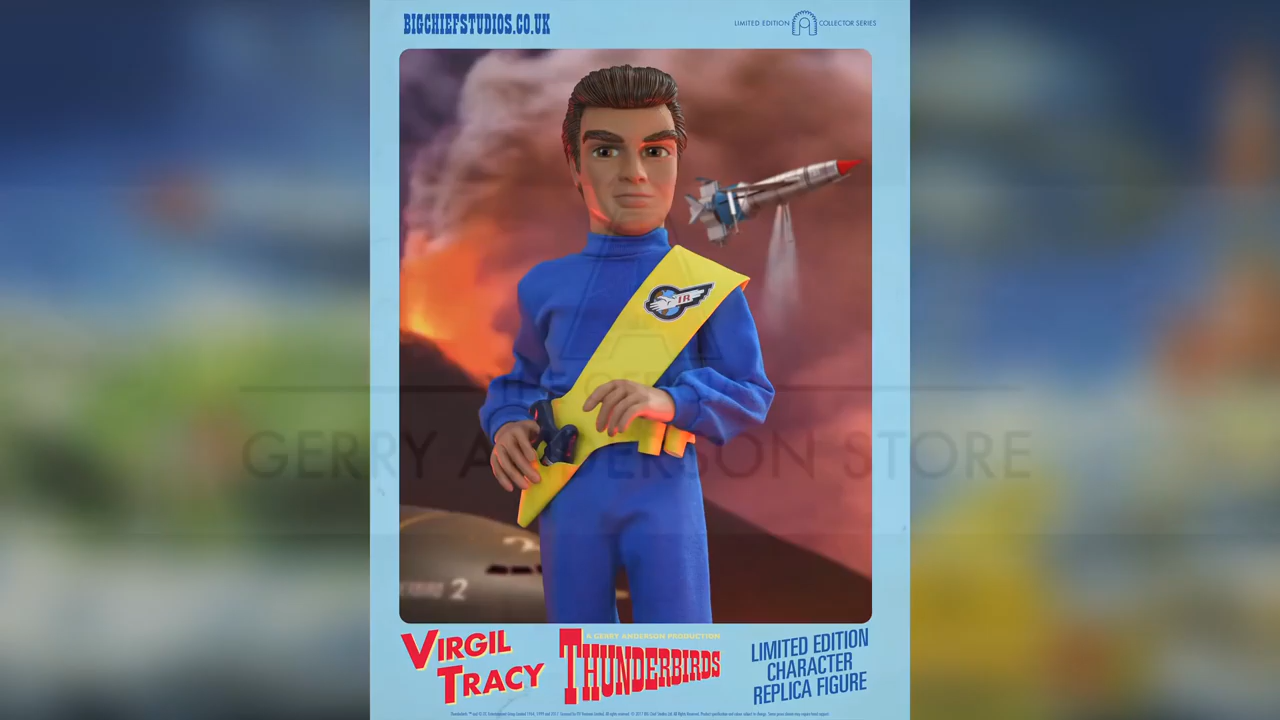 BIGCHIEFSTUDIOS.CO.UK
LIMITED EDITION COLLECTOR SERIES
IR
GERRY ANDERSON STORE
2
VIRGIL
TRACY
A GERRY ANDERSON PRODUCTION
THUNDERBIRDS
LIMITED EDITION
CHARACTER
REPLICA FIGURE